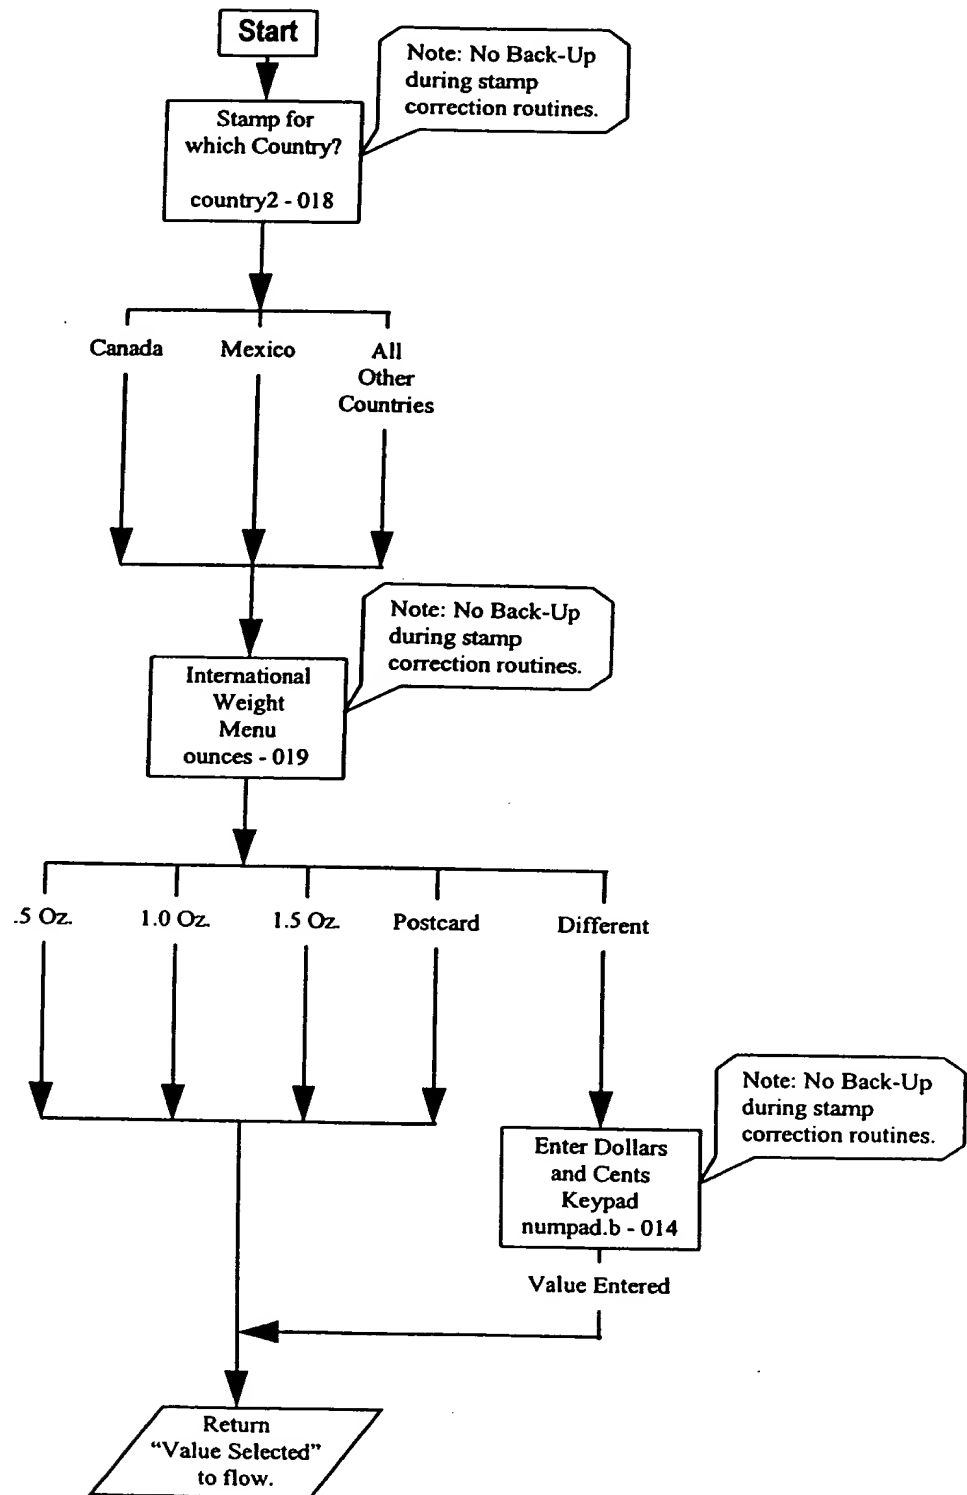 Start
Note: No Back-Up
during stamp
correction routines.
Stamp for
which Country?
country2 - 018
Canada
Mexico
All
Other
Countries
Note: No Back-Up
during stamp
correction routines.
International
Weight
Menu
ounces - 019
.5 Oz.
1.0 Oz.
1.5 Oz.
Postcard
Different
Note: No Back-Up
during stamp
correction routines.
Enter Dollars
and Cents
Keypad
numpad.b - 014
Value Entered
Return
“Value Selected”
to flow.